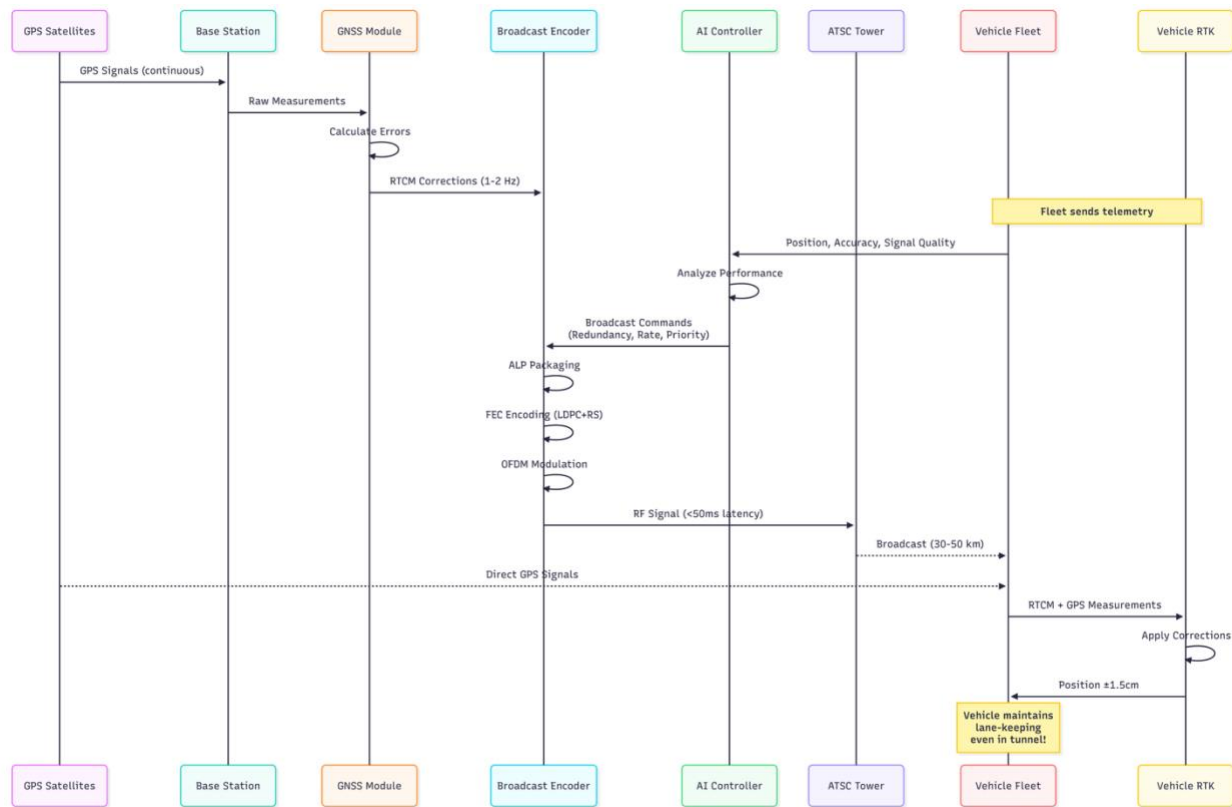 GPS Satellites
Base Station
GNSS Module
Broadcast Encoder
AI Controller
ATSC Tower
Vehicle Fleet
Vehicle RTK
GPS Signals (continuous)
Raw Measurements
Calculate Errors
RTCM Corrections (1-2 Hz)
Fleet sends telemetry
Position, Accuracy, Signal Quality
Analyze Performance
Broadcast Commands
(Redundancy, Rate, Priority)
ALP Packaging
FEC Encoding (LDPC+RS)
OFDM Modulation
RF Signal (<50ms latency)
Broadcast (30-50 km)
Direct GPS Signals
RTCM + GPS Measurements
Apply Corrections
Position ±1.5cm
Vehicle maintains
lane-keeping
even in tunnel!
GPS Satellites
Base Station
GNSS Module
Broadcast Encoder
AI Controller
ATSC Tower
Vehicle Fleet
Vehicle RTK